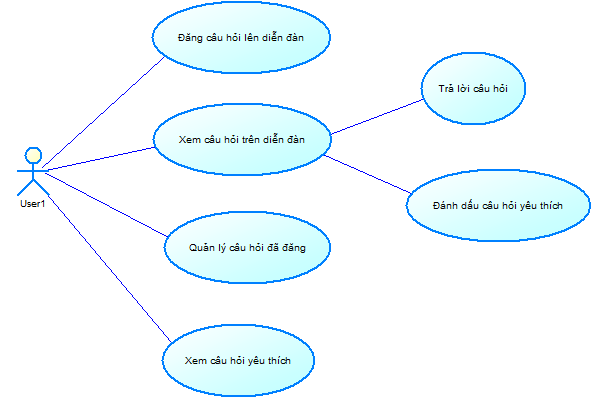 Đăng câu hỏi lên diễn đàn
Trả lời câu hỏi
Xem câu hỏi trên diễn đàn
Đánh dấu câu hỏi yêu thích
User1
Quản lý câu hỏi đã đăng
Xem câu hỏi yêu thích